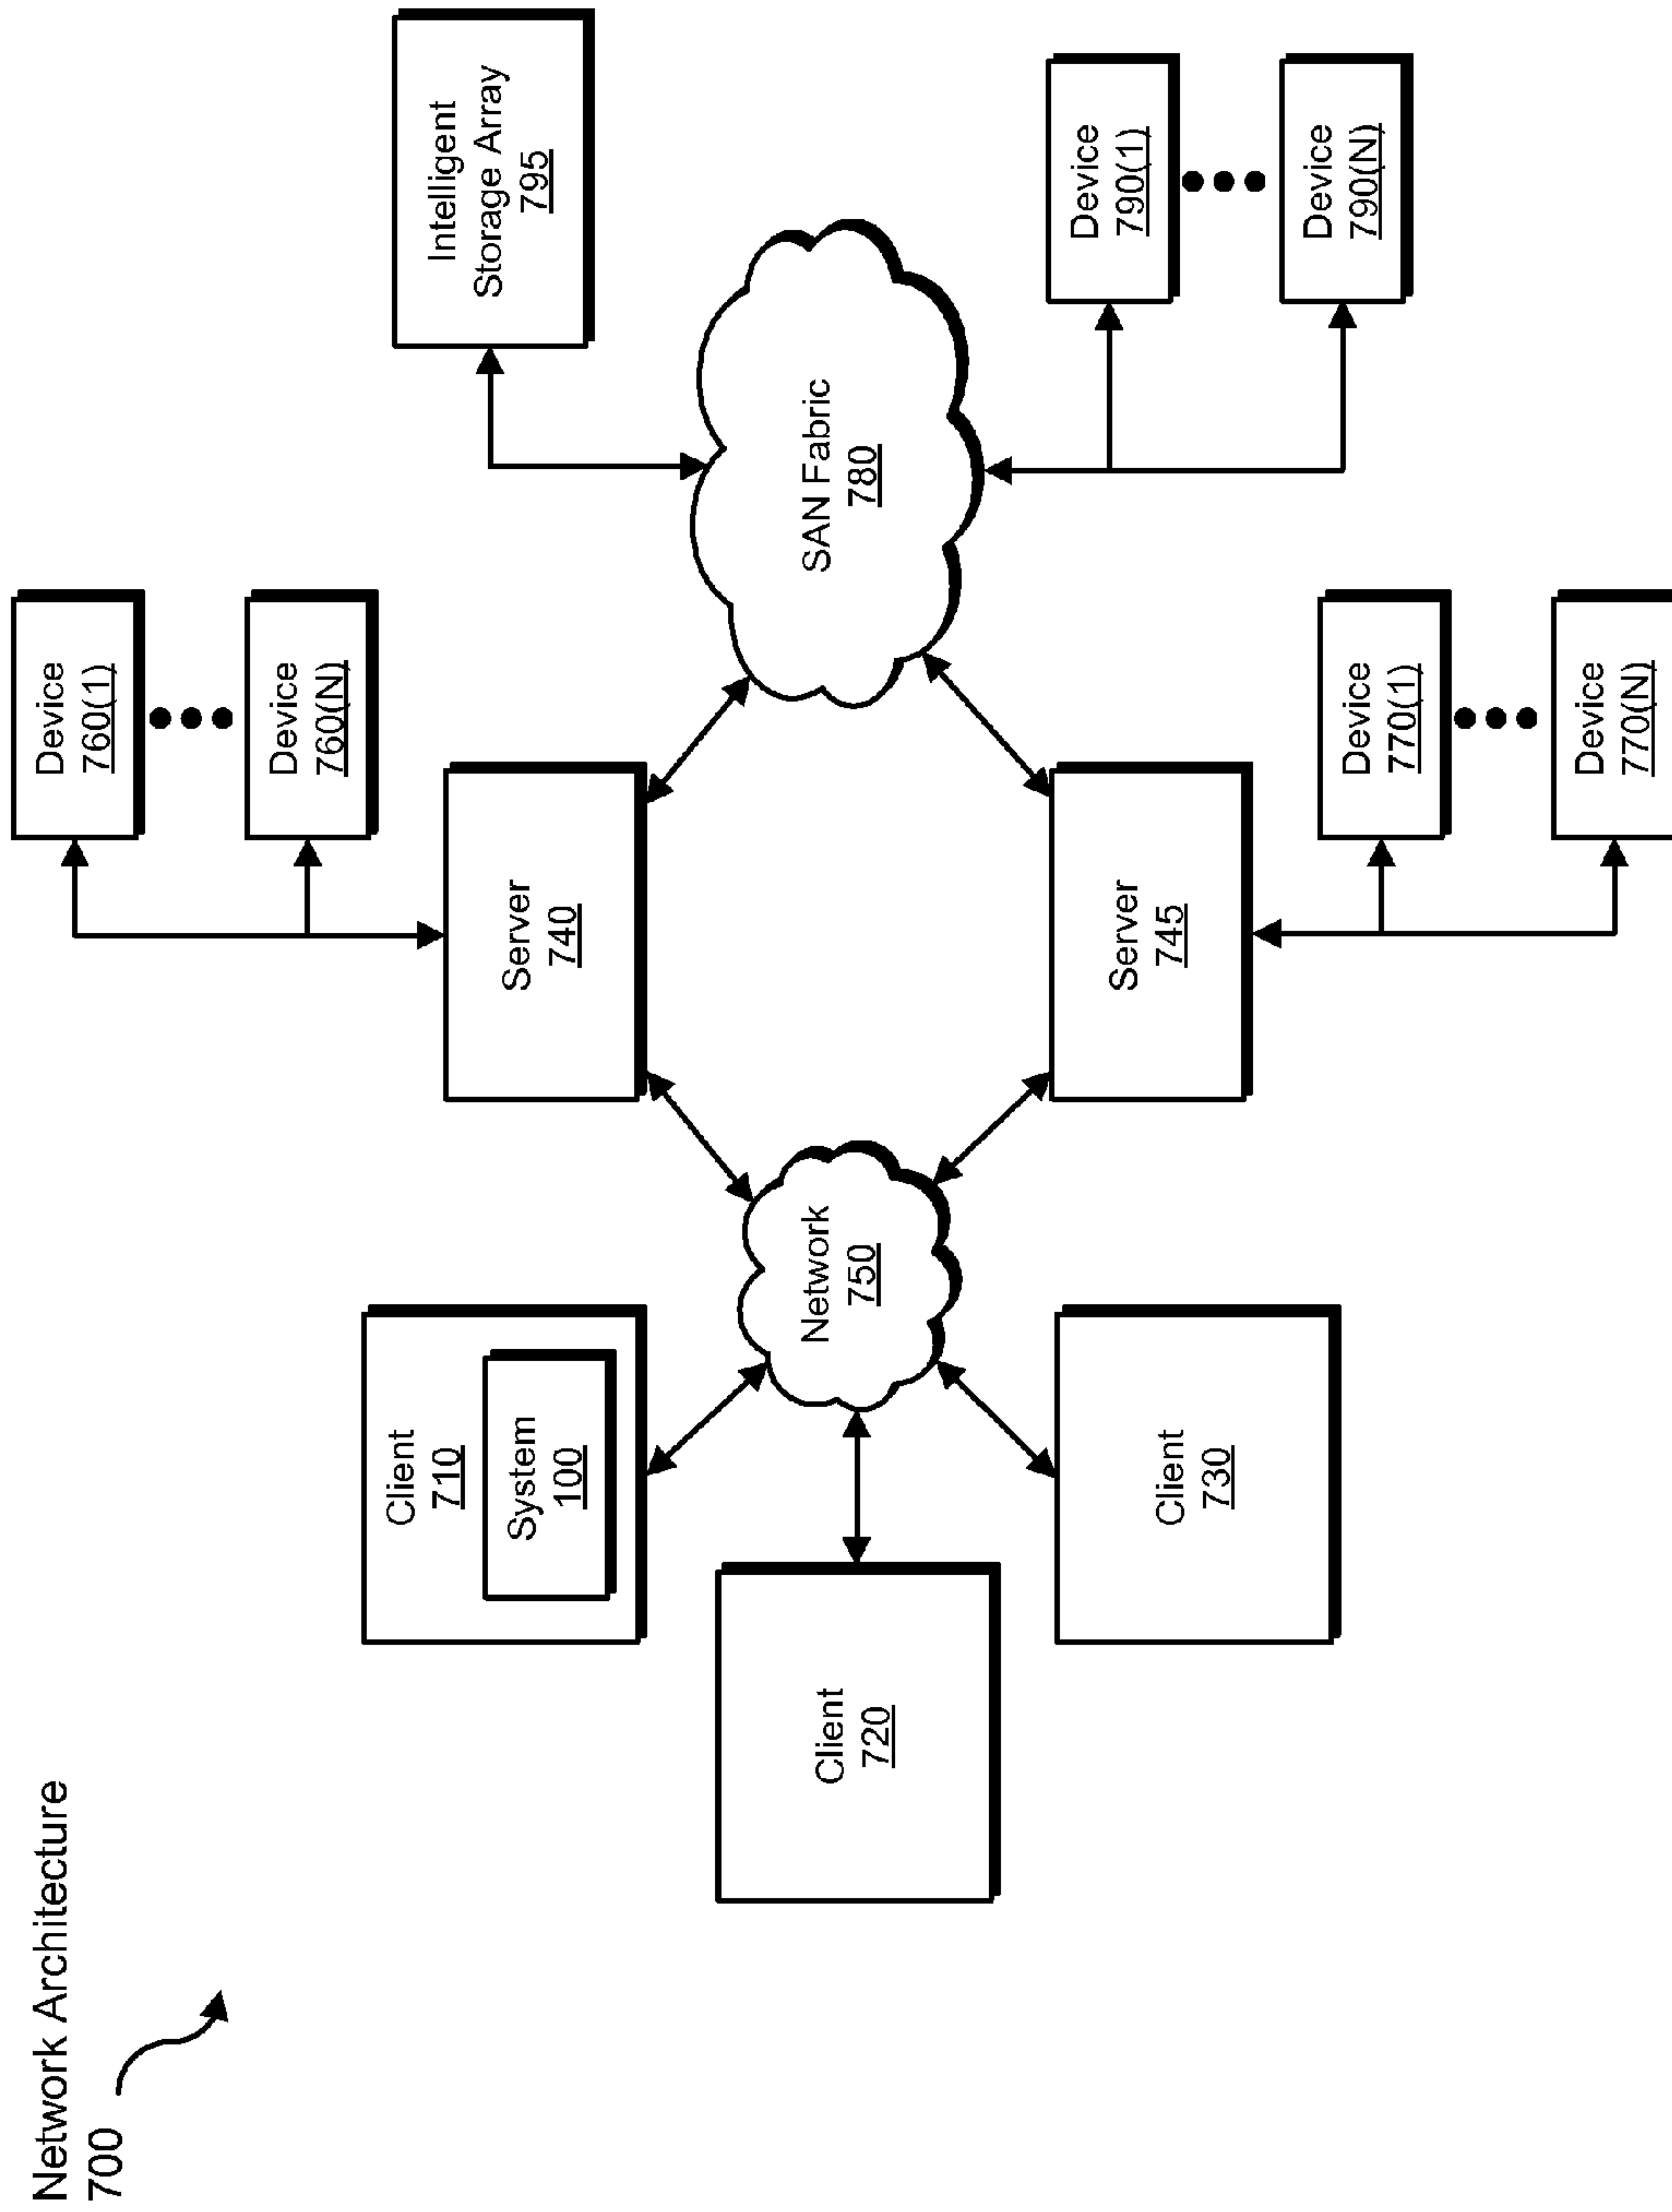 Network Architecture
700
Device
760(1)
Device
760(N)
Intelligent
Storage Array
795
Client
710
System
100
Server
740
Client
720
Network
750
SAN Fabric
780
Client
730
Server
745
Device
790(1)
Device
790(N)
Device
770(1)
Device
770(N)